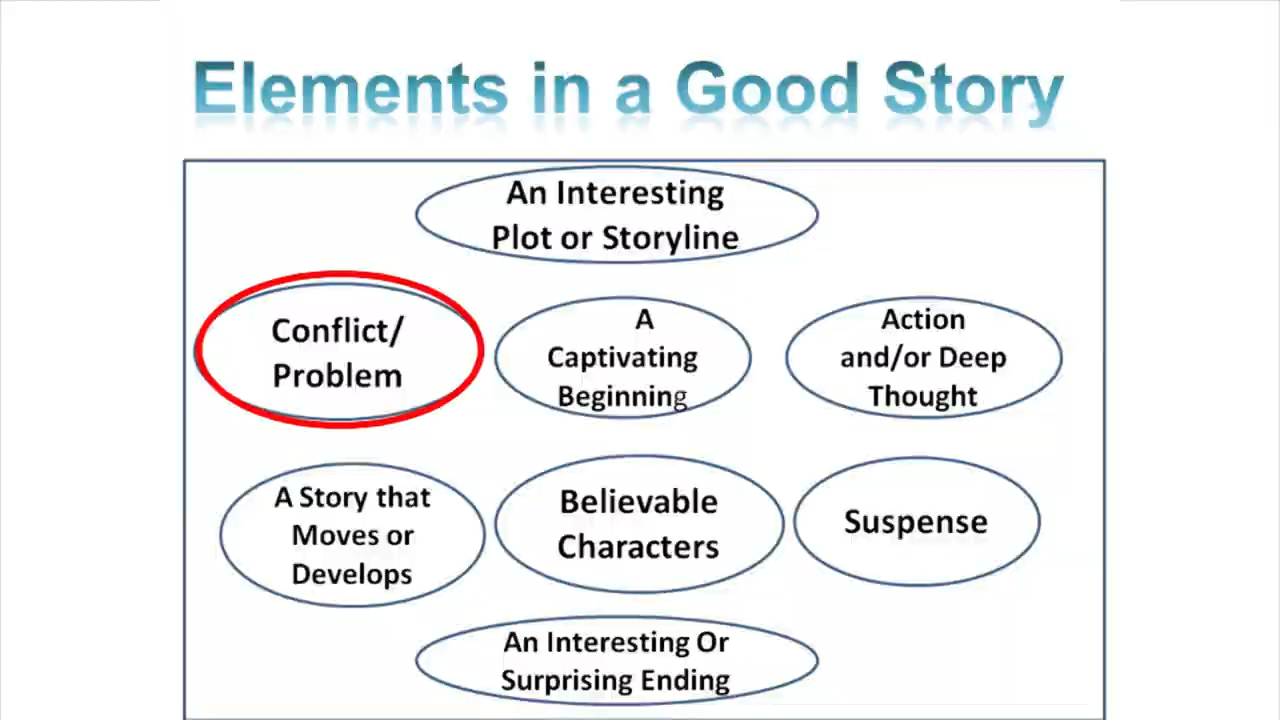 Elements in a Good Story
An Interesting
Plot or Storyline
Conflict/
Problem
A
Captivating
Beginning
Action
and/or Deep
Thought
A Story that
Moves or
Develops
Believable
Characters
Suspense
An Interesting Or
Surprising Ending